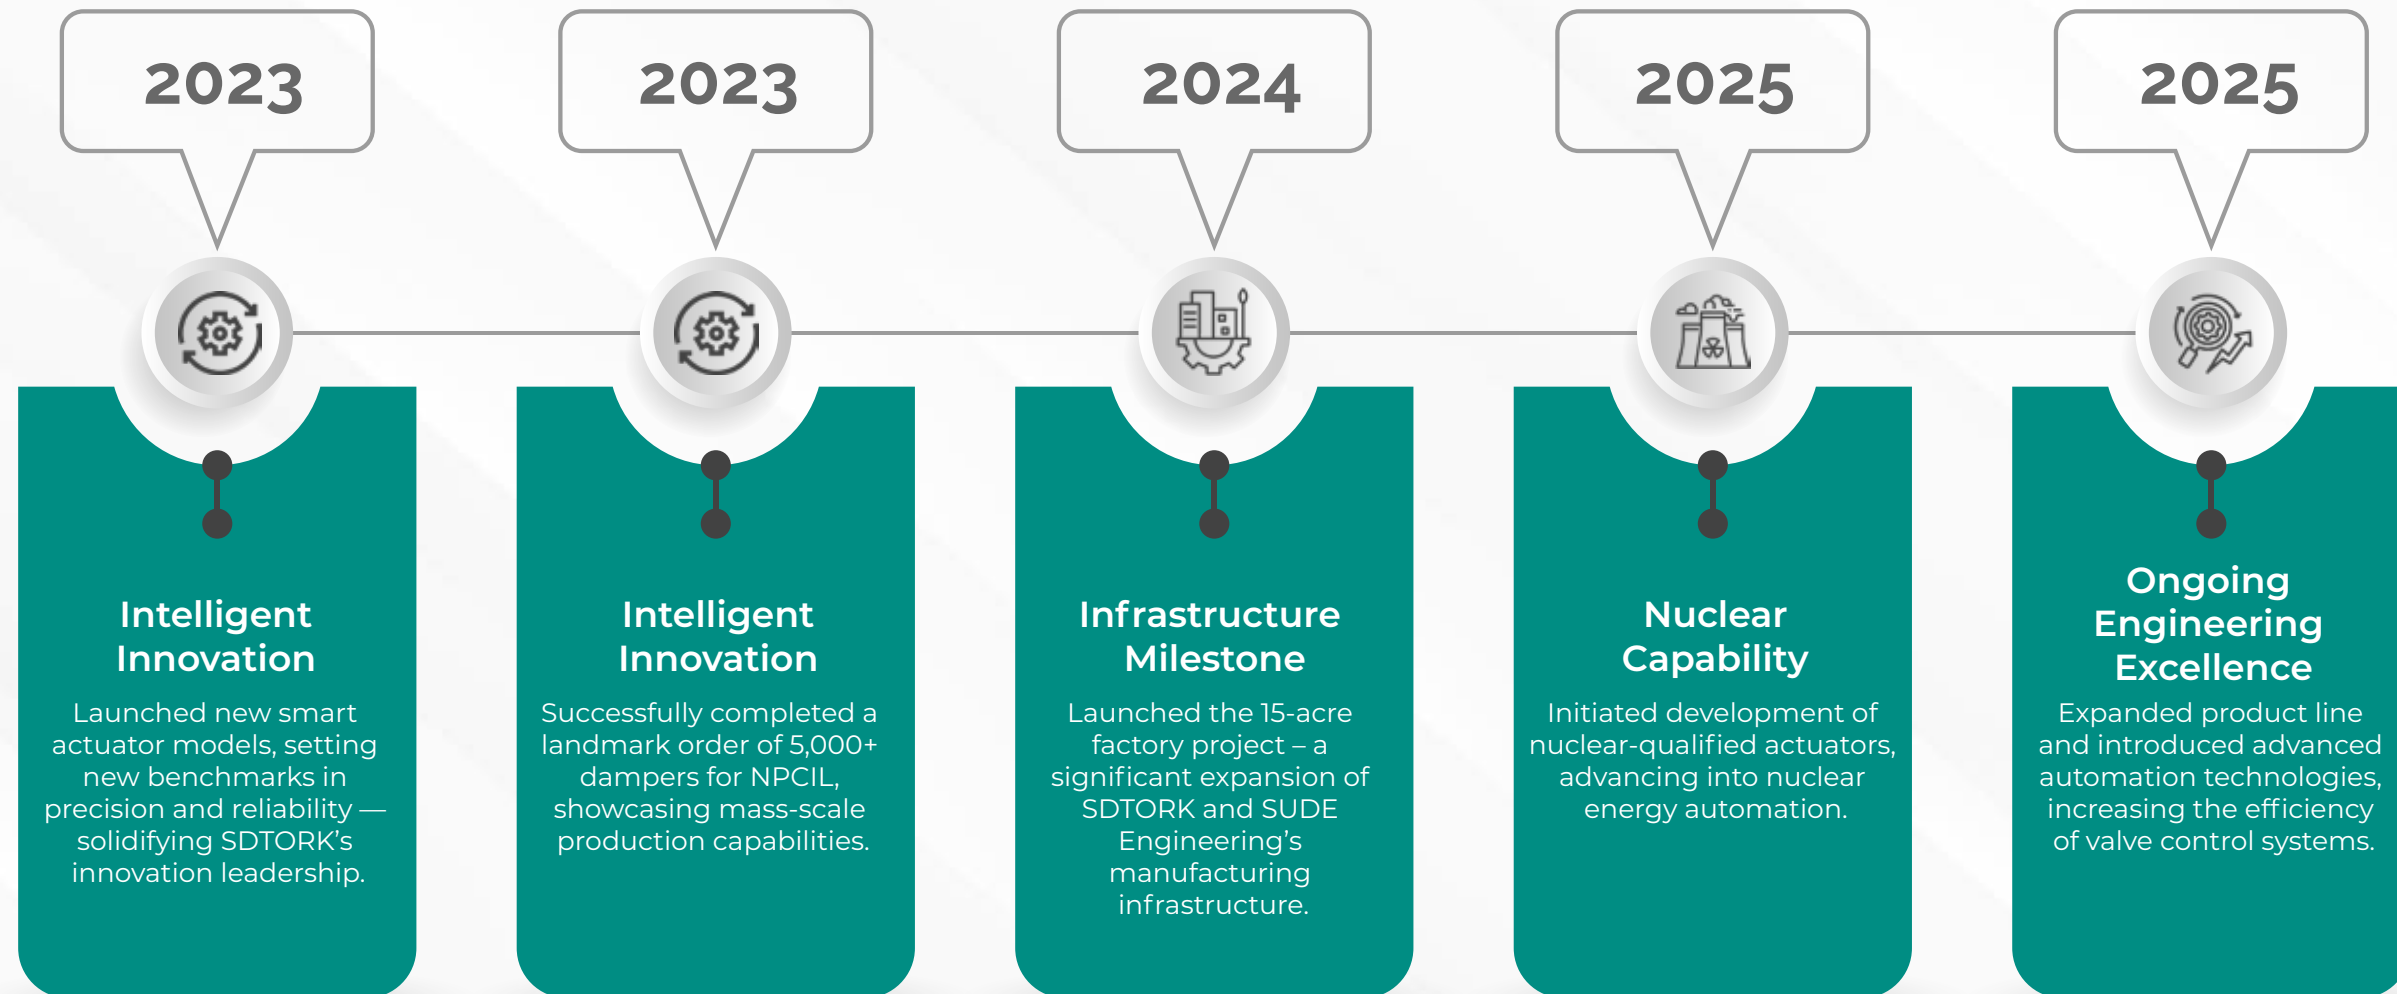 2023
Intelligent
Innovation
Launched new smart
actuator models, setting
new benchmarks in
precision and reliability —
solidifying SDTORK’s
innovation leadership.
2023
Intelligent
Innovation
Successfully completed a
landmark order of 5,000+
dampers for NPCIL,
showcasing mass-scale
production capabilities.
2024
Infrastructure
Milestone
Launched the 15-acre
factory project – a
significant expansion of
SDTORK and SUDE
Engineering’s
manufacturing
infrastructure.
2025
Nuclear
Capability
Initiated development of
nuclear-qualified actuators,
advancing into nuclear
energy automation.
2025
Ongoing
Engineering
Excellence
Expanded product line
and introduced advanced
automation technologies,
increasing the efficiency
of valve control systems.